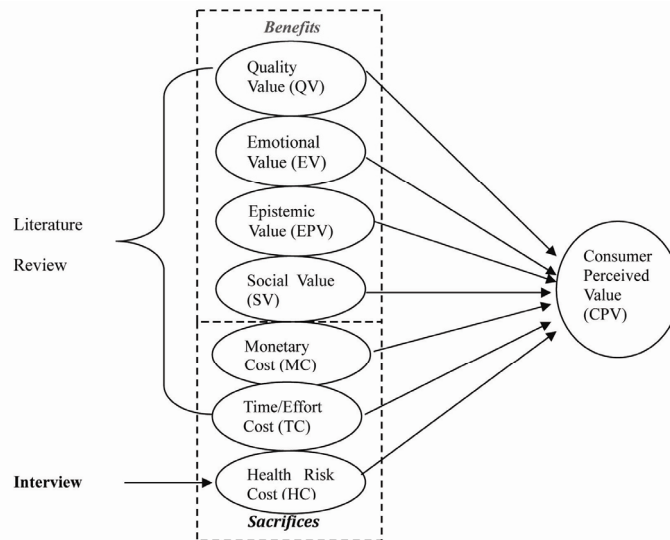 Benefits
Quality
Value (QV)
Emotional
Value (EV)
Epistemic
Value (EPV)
Social Value
(SV)
Monetary
Cost (MC)
Time/Effort
Cost (TC)
Health Risk
Cost (HC)
Sacrifices
Literature
Review
Interview
Consumer
Perceived
Value
(CPV)